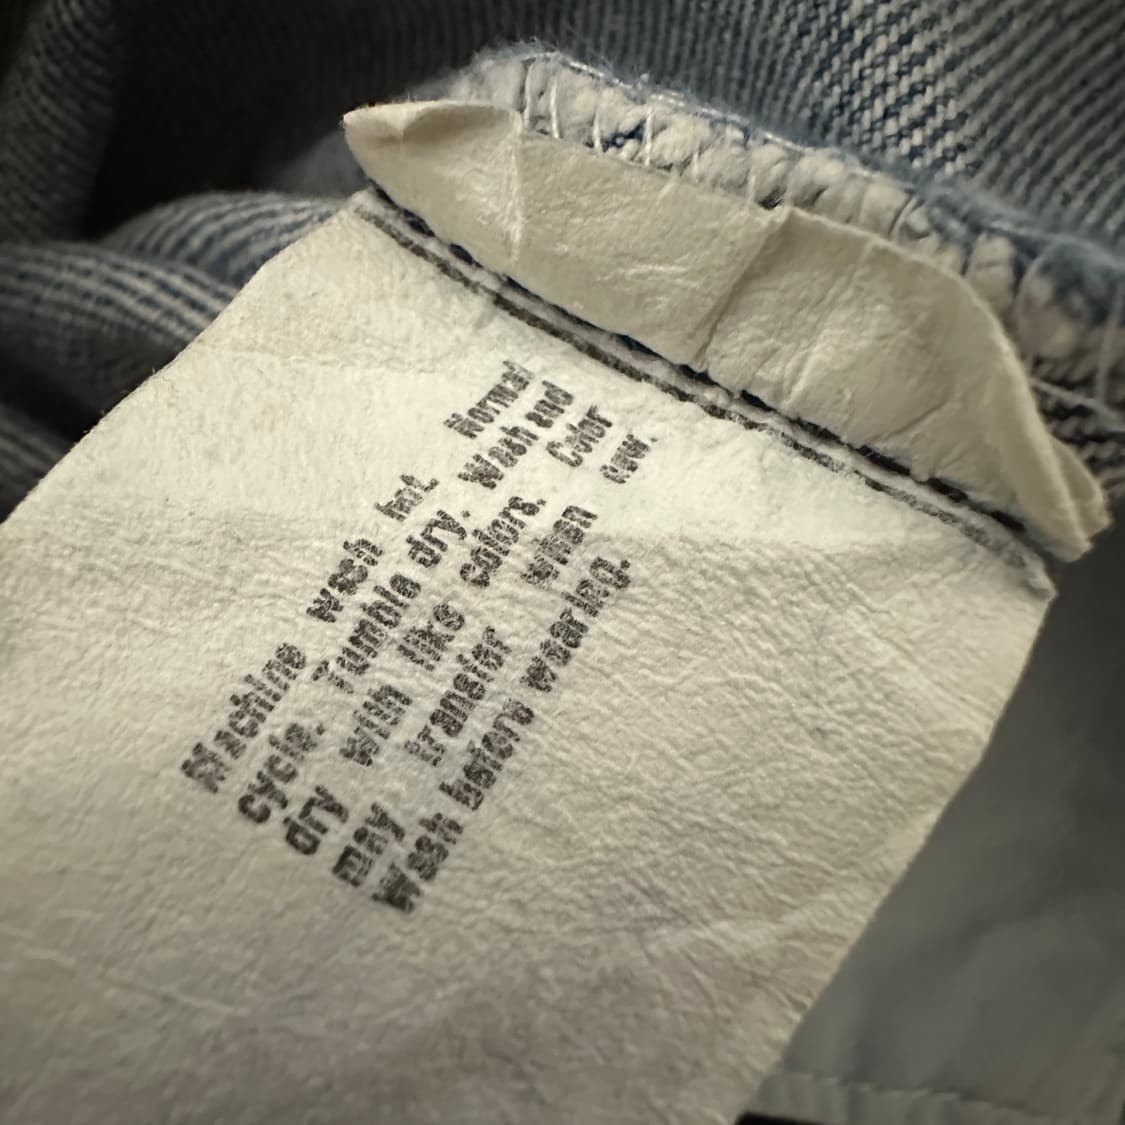 Machine wash hot. Normal
cycle. Tumble dry. Wash and
dry with like colors. Color
may transfer when new.
Wash before wearing.